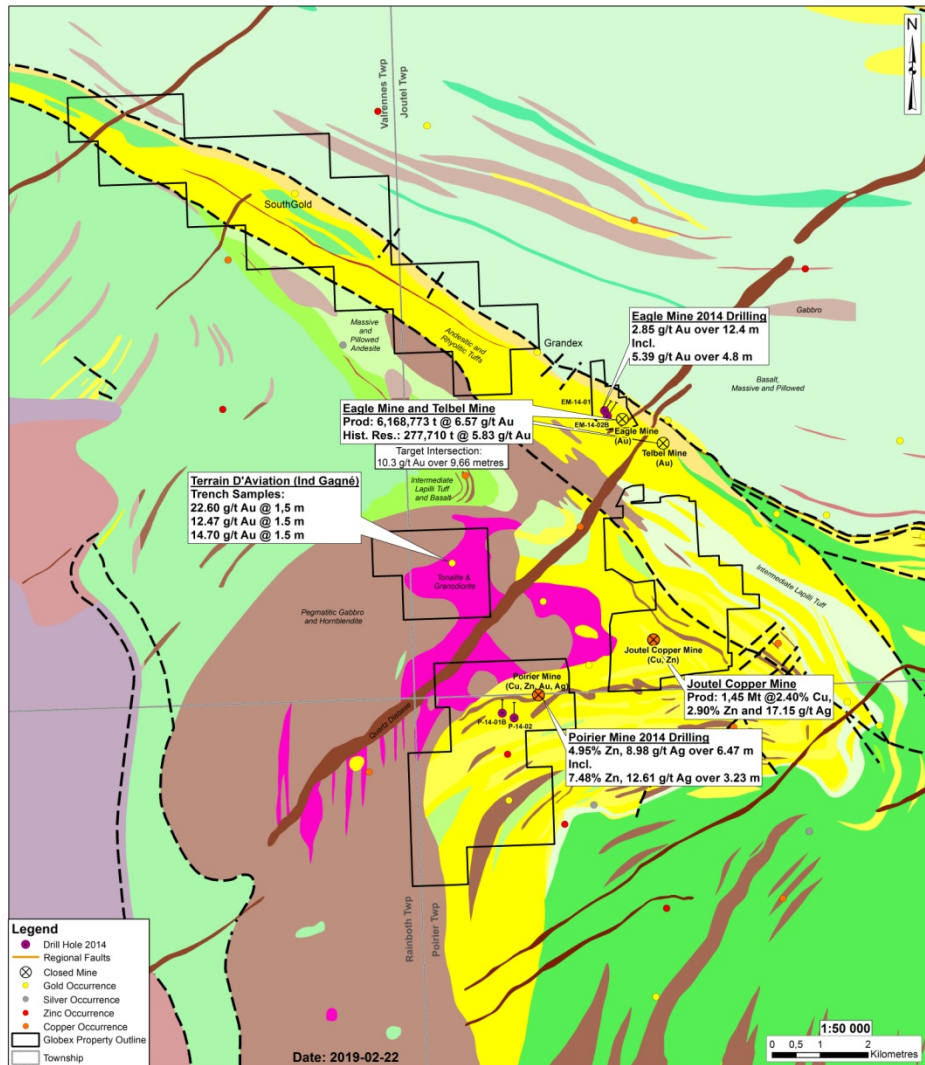 N
Valrennes Twp
Joutel Twp
SouthGold
Gabbro
Eagle Mine 2014 Drilling
2.85 g/t Au over 12.4 m
Incl.
5.39 g/t Au over 4.8 m
Massive
and
Pillowed
Andesite
Andesitic and
Rhyolitic Tuffs
Grandex
Basalt,
Massive and Pillowed
EM-14-01
EM-14-02B
Eagle Mine
(Au)
Telbel Mine
(Au)
Eagle Mine and Telbel Mine
Prod: 6,168,773 t @ 6.57 g/t Au
Hist. Res.: 277,710 t @ 5.83 g/t Au
Target Intersection:
10.3 g/t Au over 9,66 metres
Terrain D'Aviation (Ind Gagné)
Trench Samples:
22.60 g/t Au @ 1,5 m
12.47 g/t Au @ 1.5 m
14.70 g/t Au @ 1.5 m
Intermediate
Lapilli Tuff
and Basalt
Tonalite &
Granodiorite
Intermediate Lapilli Tuff
Pegmatitic Gabbro
and Hornblendite
Joutel Copper Mine
(Cu, Zn)
Joutel Copper Mine
Prod: 1,45 Mt @2.40% Cu,
2.90% Zn and 17.15 g/t Ag
Poirier Mine
(Cu, Zn, Au, Ag)
P-14-01B
P-14-02
Quartz Diabase
Poirier Mine 2014 Drilling
4.95% Zn, 8.98 g/t Ag over 6.47 m
Incl.
7.48% Zn, 12.61 g/t Ag over 3.23 m
Rainboth Twp
Poirier Twp
Legend
Drill Hole 2014
Regional Faults
Closed Mine
Gold Occurrence
Silver Occurrence
Zinc Occurrence
Copper Occurrence
Globex Property Outline
Township
Date: 2019-02-22
1:50 000
0 0,5 1 2
Kilometres